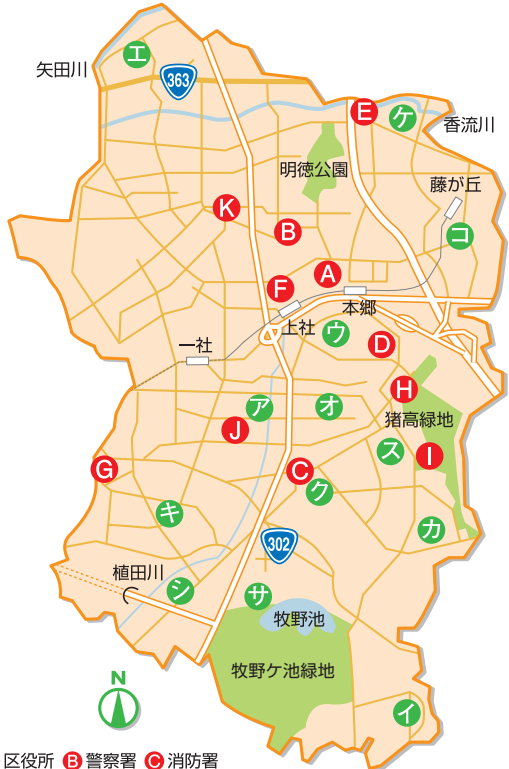 エ
矢田川
363
E
ケ
香流川
明徳公園
藤が丘
K
B
コ
A
F
本郷
上社
ウ
D
一社
H
ア
オ
猪高緑地
J
ス
I
G
C
ク
キ
カ
302
植田川
シ
サ
牧野池
牧野ケ池緑地
N
イ
区役所 B 警察署 C 消防署